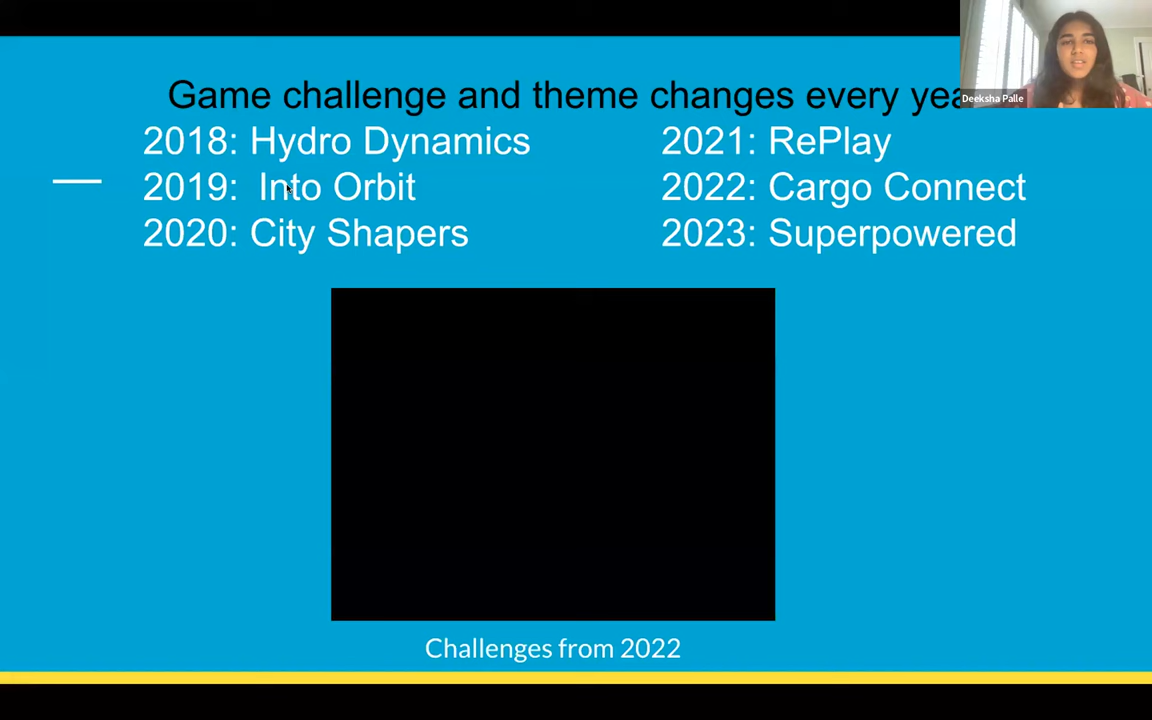 Game challenge and theme changes every yea
2018: Hydro Dynamics
2019: Into Orbit
2020: City Shapers
2021: RePlay
2022: Cargo Connect
2023: Superpowered
Challenges from 2022
Deeksha Palle